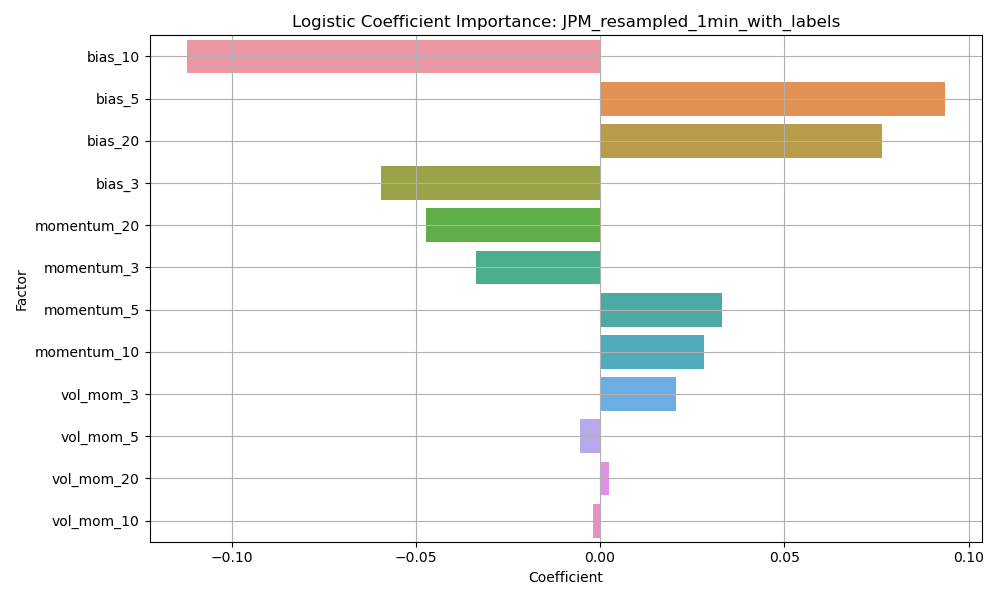 Logistic Coefficient Importance: JPM_resampled_1min_with_labels
bias_10
bias_5
bias_20
bias_3
momentum_20
momentum_3
momentum_5
momentum_10
vol_mom_3
vol_mom_5
vol_mom_20
vol_mom_10
Factor
−0.10
−0.05
0.00
0.05
0.10
Coefficient